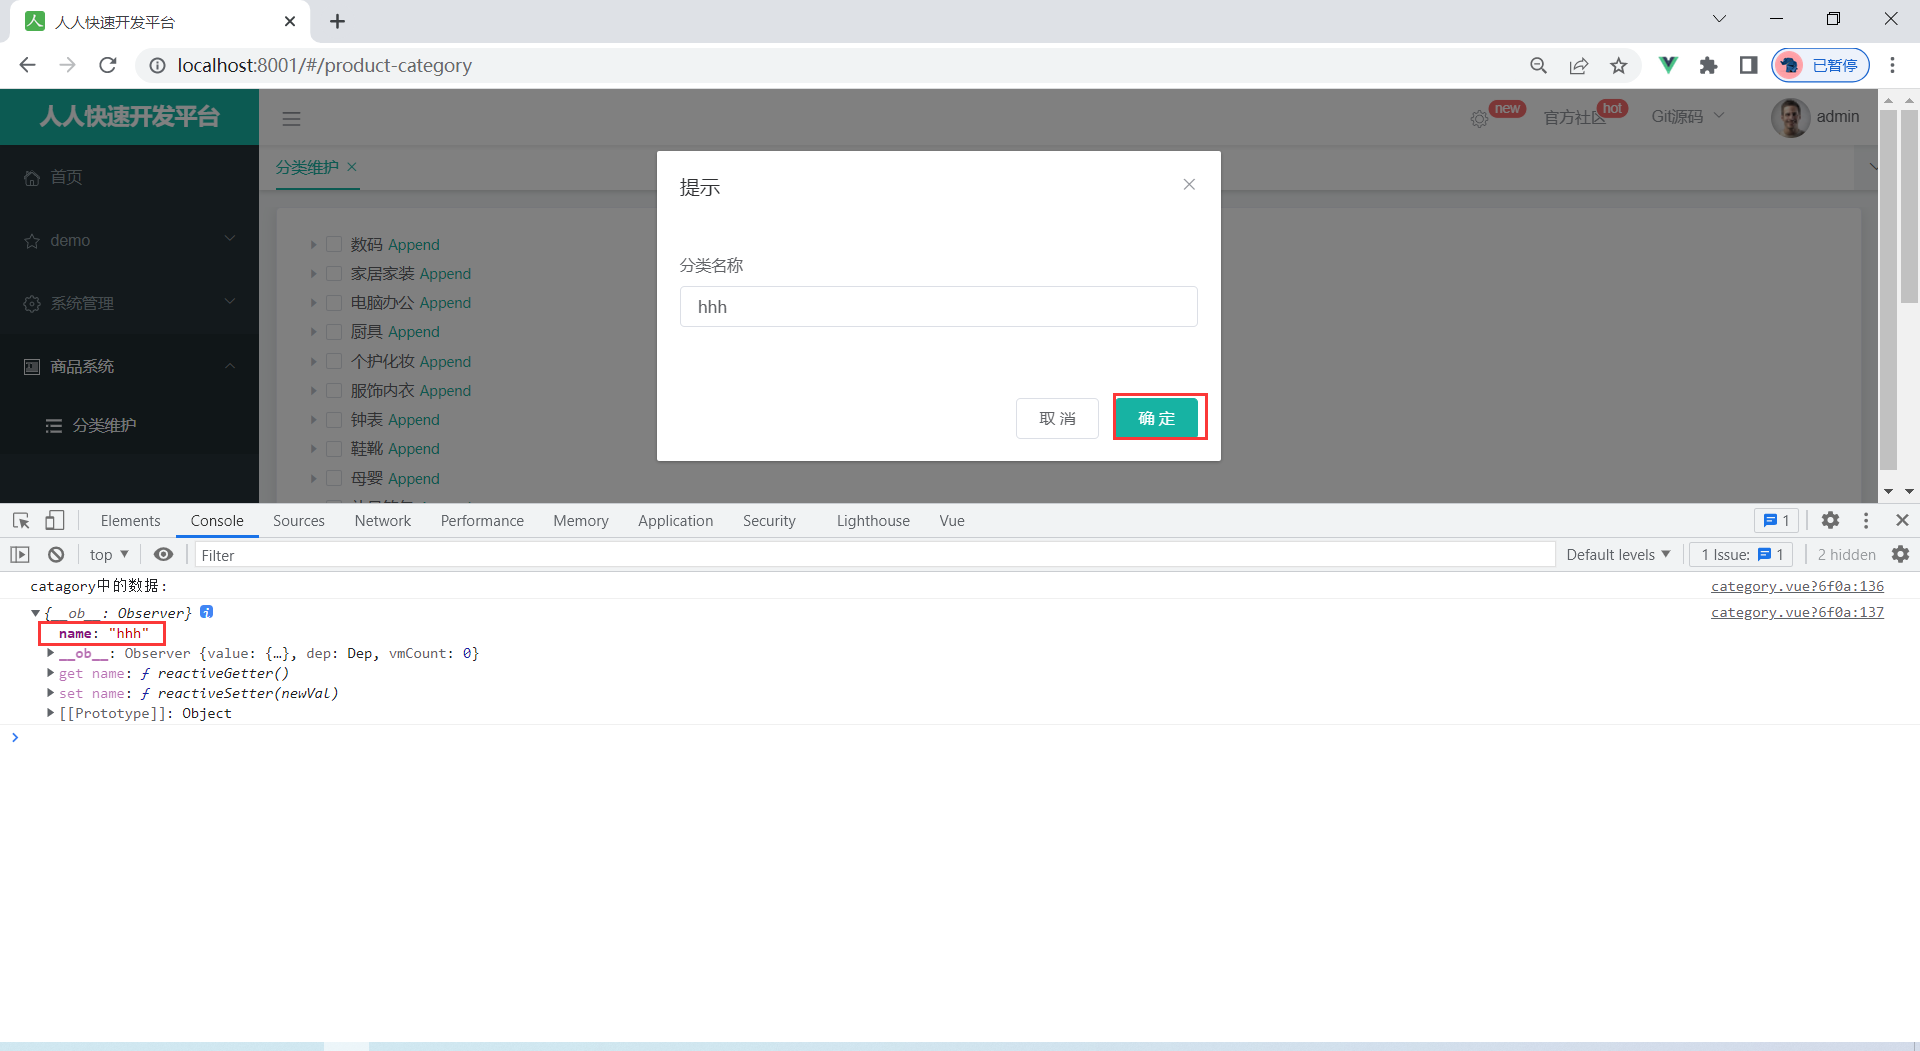 人人快速开发平台
localhost:8001/#/product-category
已暂停
人人快速开发平台
new
官方社区
hot
Git源码
admin
首页
demo
系统管理
商品系统
分类维护
分类维护
数码 Append
家居家装 Append
电脑办公 Append
厨具 Append
个护化妆 Append
服饰内衣 Append
钟表 Append
鞋靴 Append
母婴 Append
提示
分类名称
hhh
取 消
确 定
Elements Console Sources Network Performance Memory Application Security Lighthouse Vue
1
top
Filter
Default levels
1 Issue: 1
2 hidden
catagory中的数据:
category.vue?6f0a:136
{__ob__: Observer}
category.vue?6f0a:137
name: "hhh"
__ob__: Observer {value: {…}, dep: Dep, vmCount: 0}
get name: ƒ reactiveGetter()
set name: ƒ reactiveSetter(newVal)
[[Prototype]]: Object